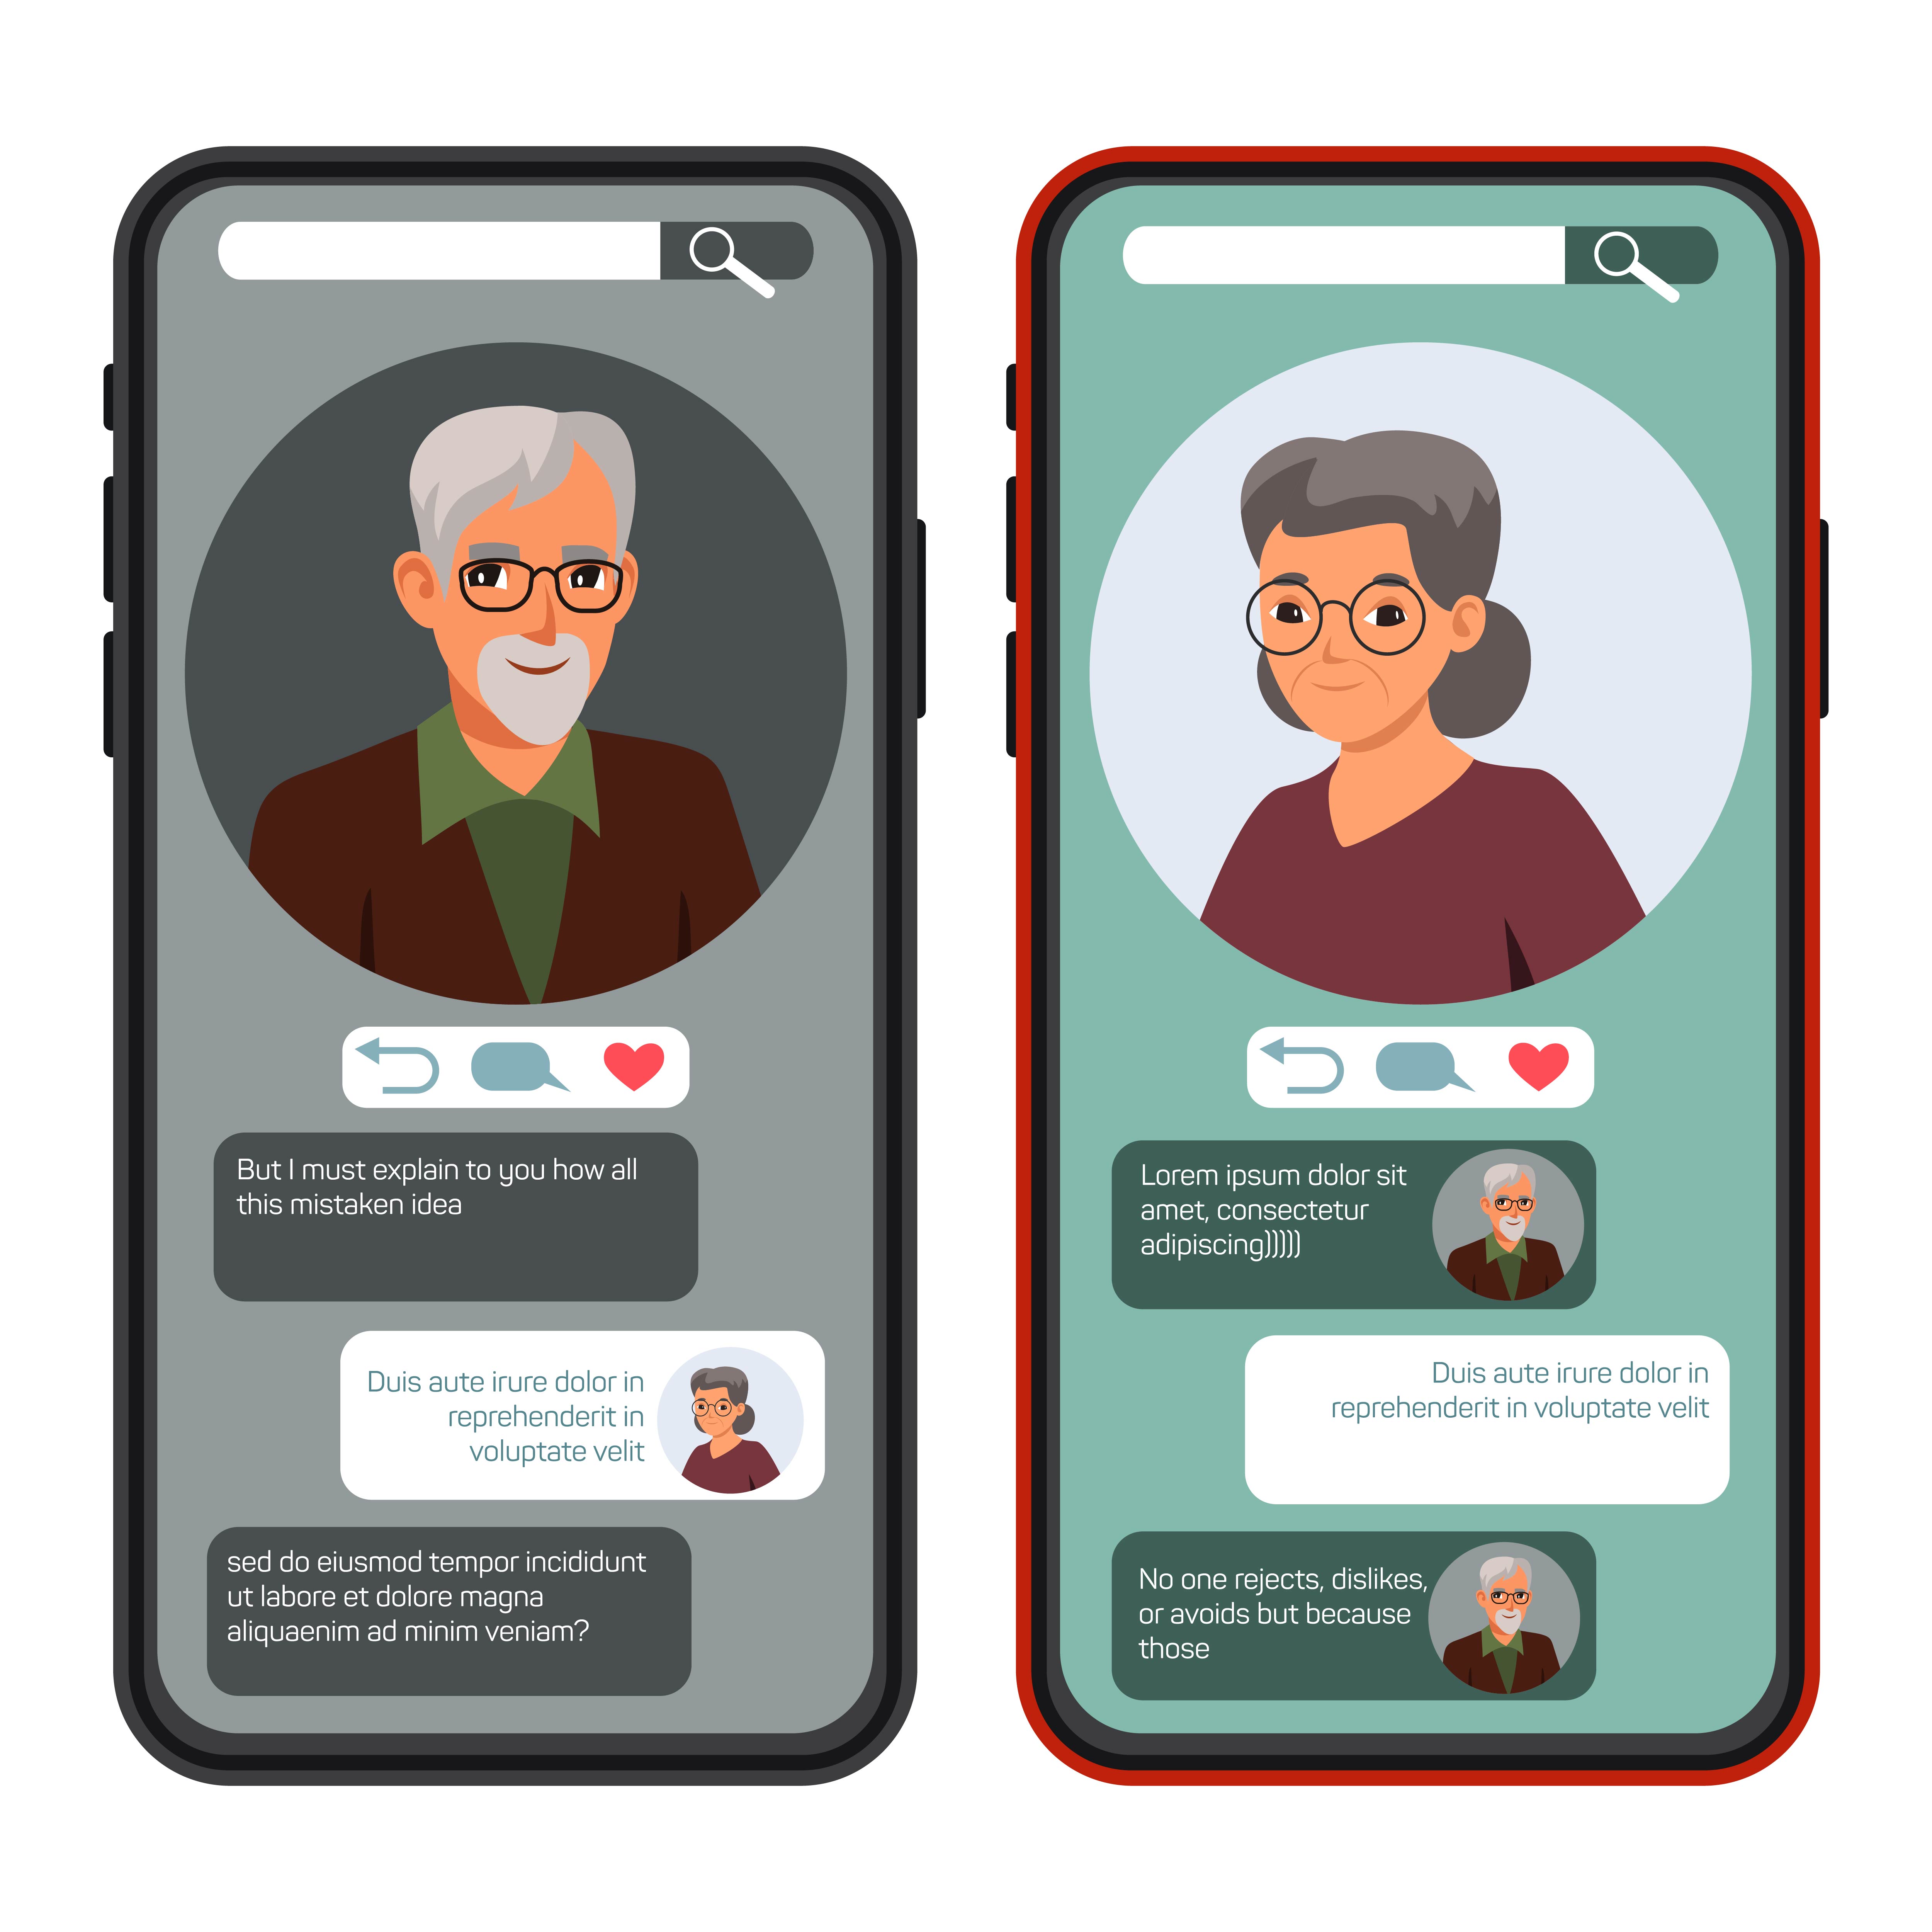 But I must explain to you how all
this mistaken idea
Duis aute irure dolor in
reprehenderit in
voluptate velit
sed do eiusmod tempor incididunt
ut labore et dolore magna
aliquaenim ad minim veniam?
Lorem ipsum dolor sit
amet, consectetur
adipiscing)))))
Duis aute irure dolor in
reprehenderit in voluptate velit
No one rejects, dislikes,
or avoids but because
those